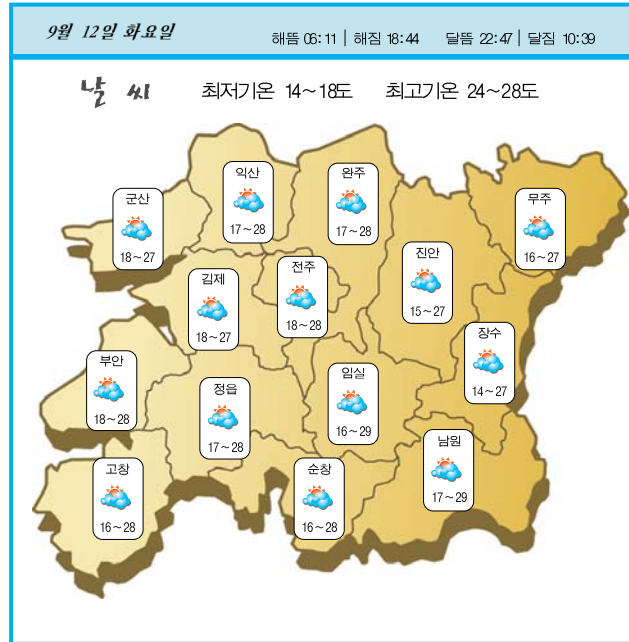 9월 12일 화요일
해뜸 06:11 | 해짐 18:44 달뜸 22:47 | 달짐 10:39
날 씨 최저기온 14~18도 최고기온 24~28도
익산
17~28
완주
17~28
무주
16~27
군산
18~27
진안
15~27
전주
18~28
김제
18~27
장수
14~27
부안
18~28
임실
16~29
정읍
17~28
남원
17~29
고창
16~28
순창
16~28